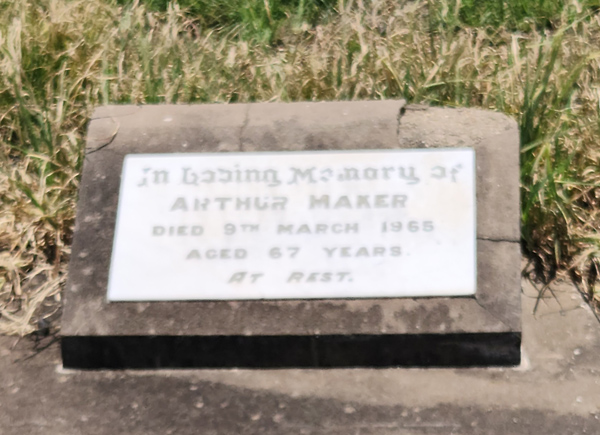 In Loving Memory of
ARTHUR MAKER
DIED 9TH MARCH 1965
AGED 67 YEARS.
AT REST.